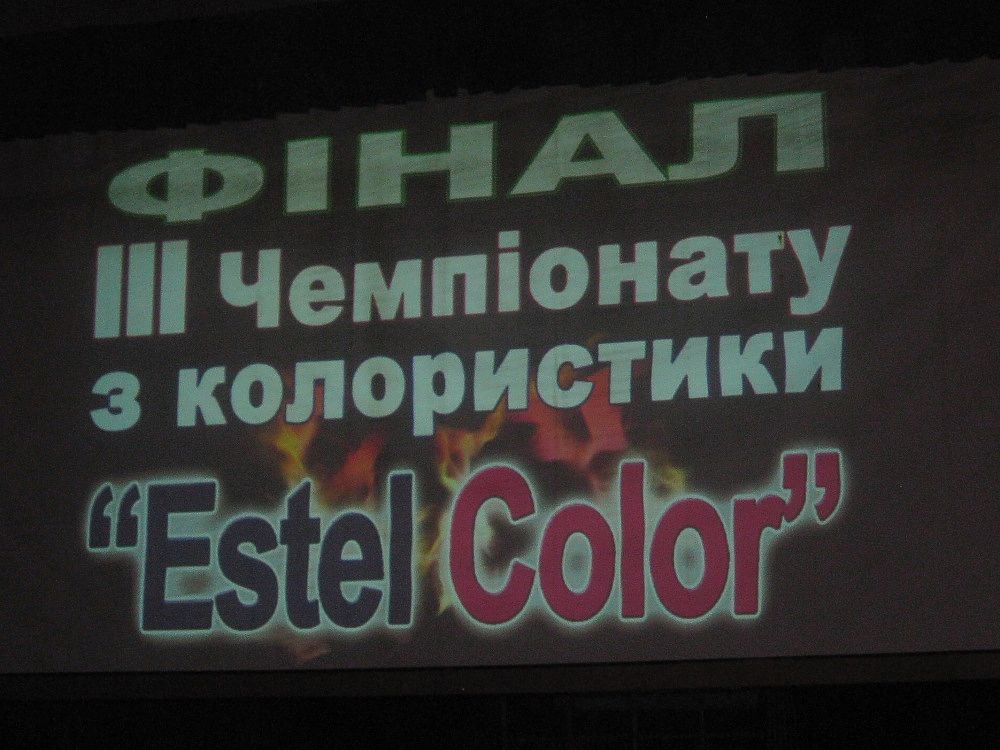 ФІНАЛ
III Чемпіонату
з колористики
“Estel Color”